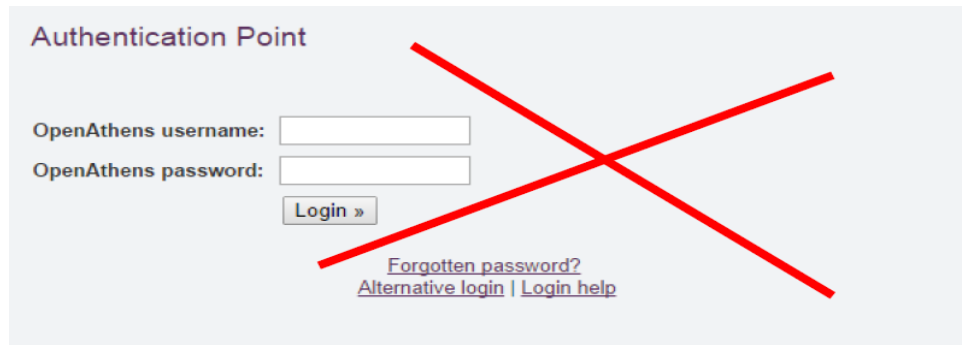 Authentication Point
OpenAthens username:
OpenAthens password:
Login »
Forgotten password?
Alternative login | Login help